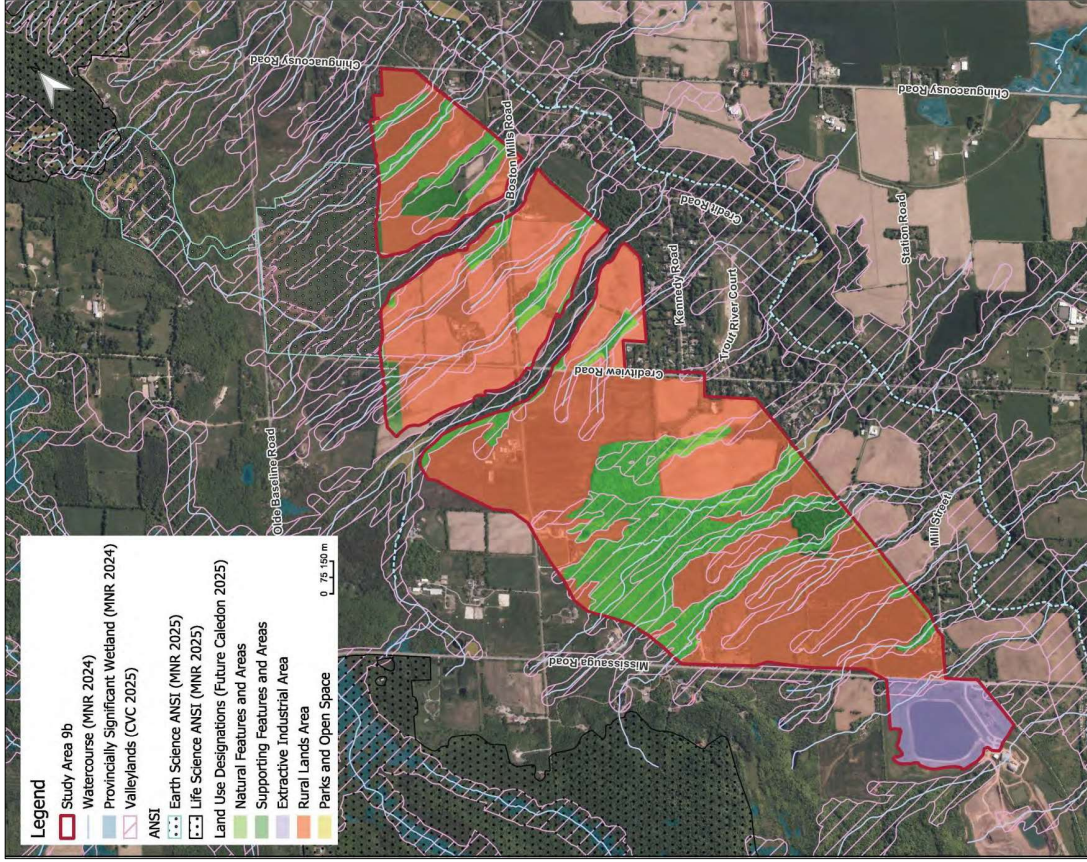 Legend
Study Area 9b
Watercourse (MNR 2024)
Provincially Significant Wetland (MNR 2024)
Valleylands (CVC 2025)
ANSI
Earth Science ANSI (MNR 2025)
Life Science ANSI (MNR 2025)
Land Use Designations (Future Caledon 2025)
Natural Features and Areas
Supporting Features and Areas
Extractive Industrial Area
Rural Lands Area
Parks and Open Space
0 75 150 m
Olde Baseline Road
Chinguacousy Road
Boston Mills Road
Chinguacousy Road
Credit Road
Kennedy Road
Trout River Court
Creditview Road
Station Road
Mississauga Road
Mill Street